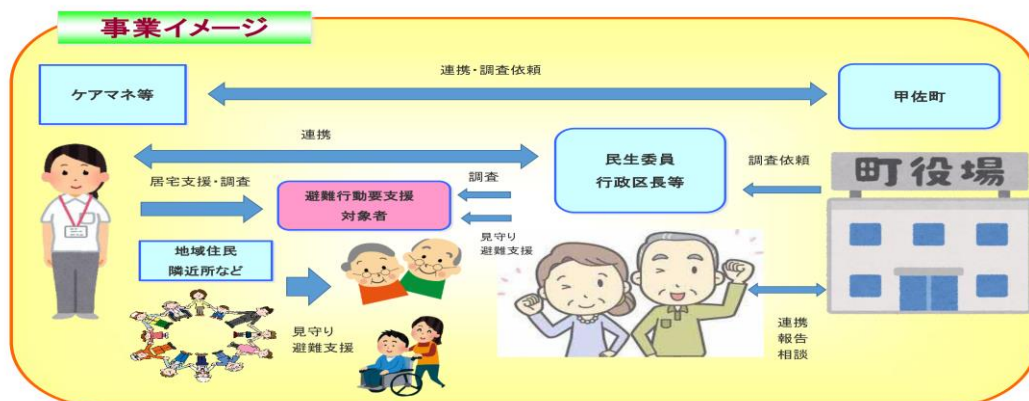 事業イメージ
連携・調査依頼
ケアマネ等
甲佐町
連携
民生委員
行政区長等
調査依頼
居宅支援・調査
避難行動要支援
対象者
調査
町役場
見守り
避難支援
地域住民
隣近所など
見守り
避難支援
連携
報告
相談